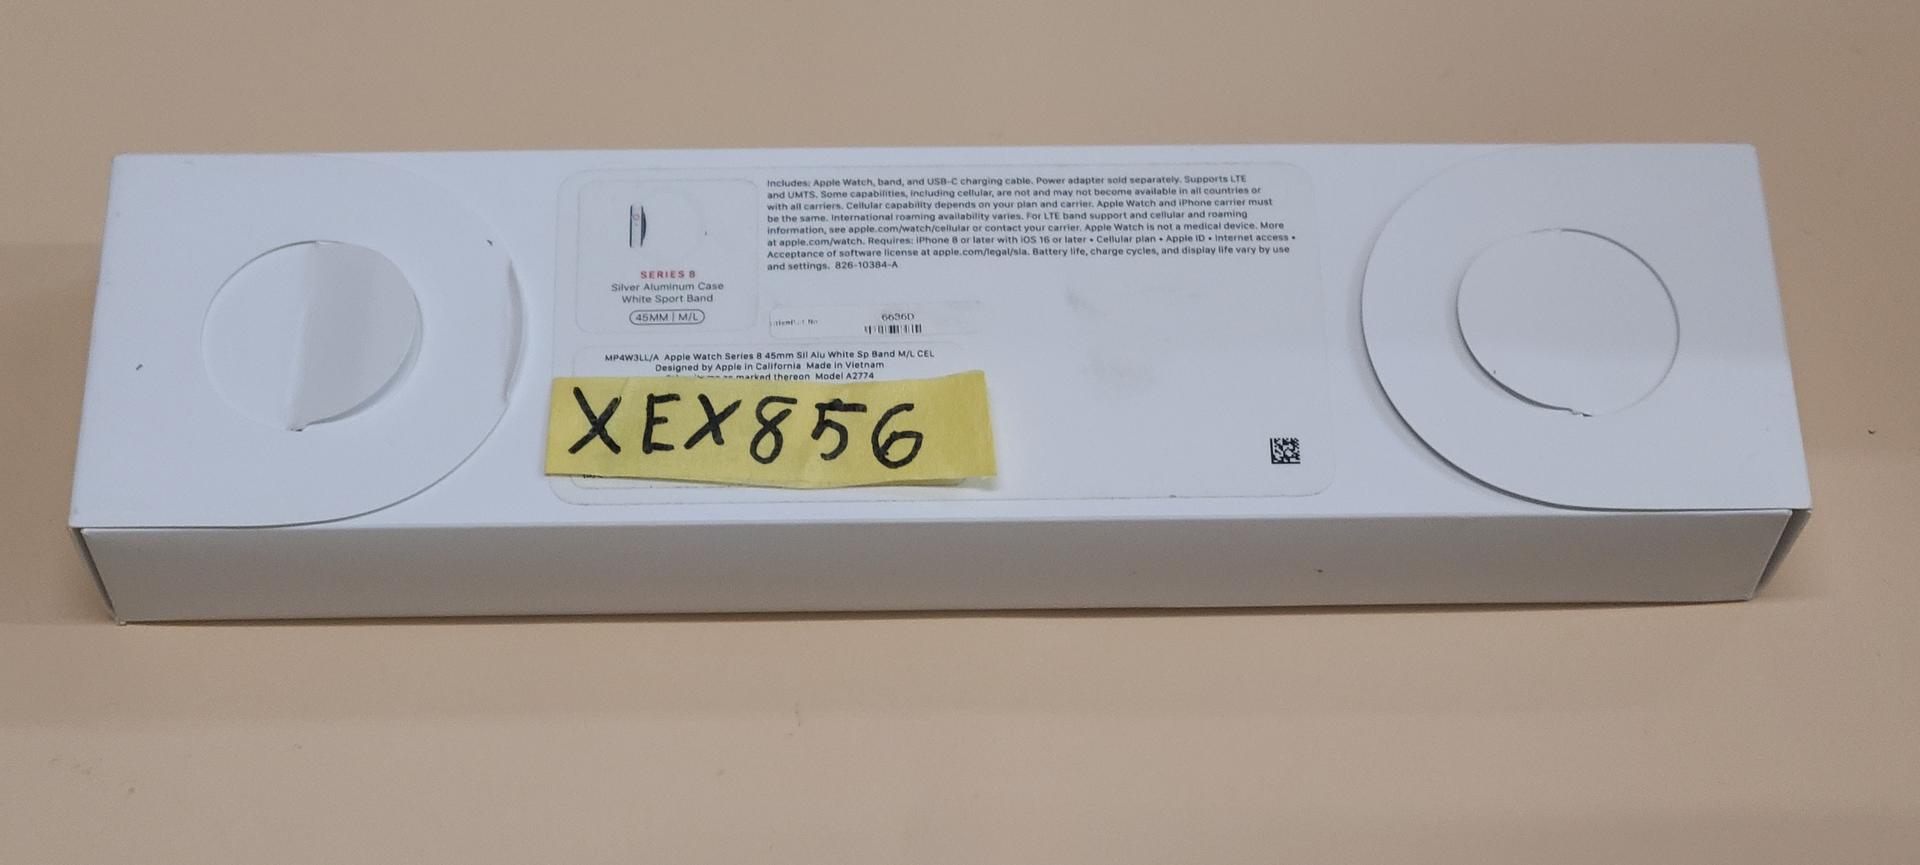 SERIES 8
Silver Aluminum Case
White Sport Band
45MM | M/L
Includes: Apple Watch, band, and USB-C charging cable. Power adapter sold separately. Supports LTE
and UMTS. Some capabilities, including cellular, are not and may not become available in all countries or
with all carriers. Cellular capability depends on your plan and carrier. Apple Watch and iPhone carrier must
be the same. International roaming availability varies. For LTE band support and cellular and roaming
information, see apple.com/watch/cellular or contact your carrier. Apple Watch is not a medical device. More
at apple.com/watch. Requires: iPhone 8 or later with iOS 16 or later • Cellular plan • Apple ID • Internet access •
Acceptance of software license at apple.com/legal/sla. Battery life, charge cycles, and display life vary by use
and settings. 826-10384-A
6636D
MP4W3LL/A Apple Watch Series 8 45mm Sil Alu White Sp Band M/L CEL
Designed by Apple in California Made in Vietnam
marked thereon Model A2774
XEX856